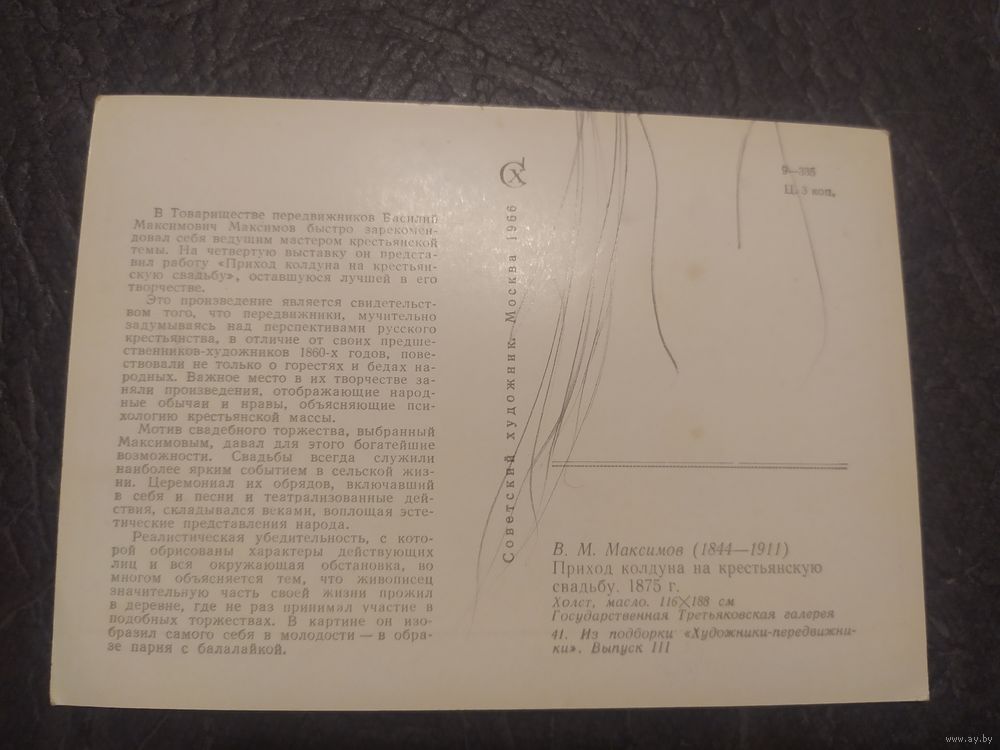 В Товариществе передвижников Василий
Максимович Максимов быстро зарекомен-
довал себя ведущим мастером крестьянской
темы. На четвертую выставку он предста-
вил работу «Приход колдуна на крестьян-
скую свадьбу», оставшуюся лучшей в его
творчестве.
Это произведение является свидетельст-
вом того, что передвижники, мучительно
задумываясь над перспективами русского
крестьянства, в отличие от своих предше-
ственников-художников 1860-х годов, пове-
ствовали не только о горестях и бедах на-
родных. Важное место в их творчестве за-
няли произведения, отображающие народ-
ные обычаи и нравы, объясняющие пси-
хологию крестьянской массы.
Мотив свадебного торжества, выбранный
Максимовым, давал для этого богатейшие
возможности. Свадьбы всегда служили
наиболее ярким событием в сельской жиз-
ни. Церемониал их обрядов, включавший
в себя и песни и театрализованные дей-
ствия, складывался веками, воплощая эсте-
тические представления народа.
Реалистическая убедительность, с кото-
рой обрисованы характеры действующих
лиц и вся окружающая обстановка, во
многом объясняется тем, что живописец
значительную часть своей жизни прожил
в деревне, где не раз принимал участие в
подобных торжествах. В картине он изо-
бразил самого себя в молодости — в обра-
зе парня с балалайкой.
СХ
Советский художник. Москва 1966
9—385
Ц. 3 коп.
В. М. Максимов (1844—1911)
Приход колдуна на крестьянскую
свадьбу. 1875 г.
Холст, масло. 116×188 см
Государственная Третьяковская галерея
41. Из подборки «Художники-передвижни-
ки». Выпуск III
www.ay.by